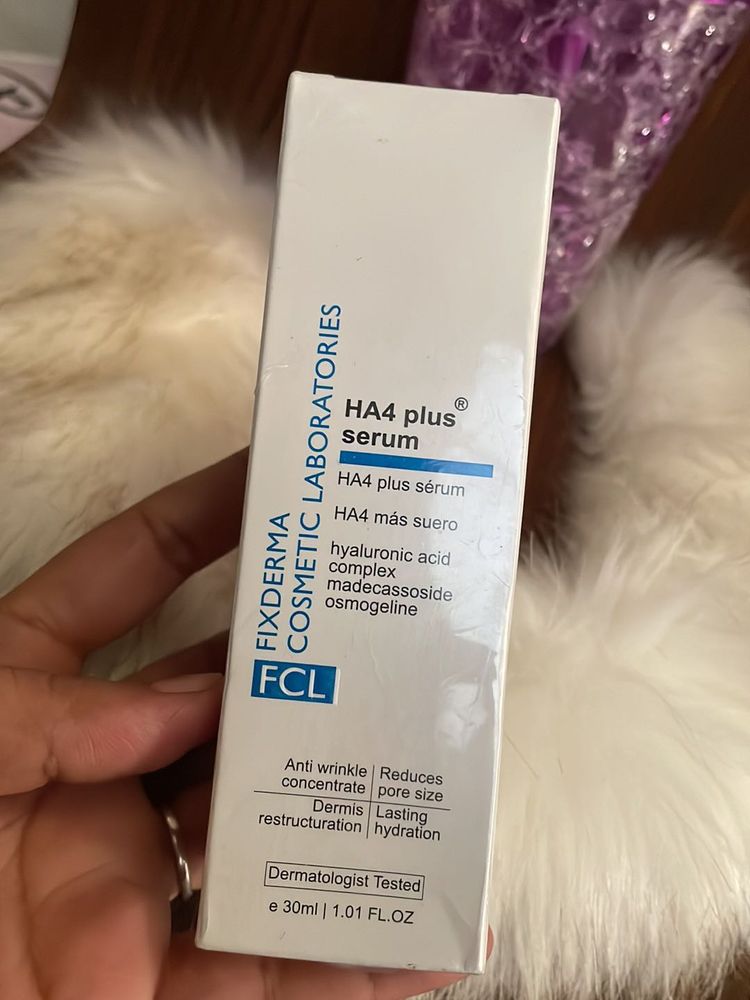 FIXDERMA
COSMETIC LABORATORIES
FCL
HA4 plus®
serum
HA4 plus sérum
HA4 más suero
hyaluronic acid
complex
madecassoside
osmogeline
Anti wrinkle
concentrate
Reduces
pore size
Dermis
restructuration
Lasting
hydration
Dermatologist Tested
e 30ml | 1.01 FL.OZ